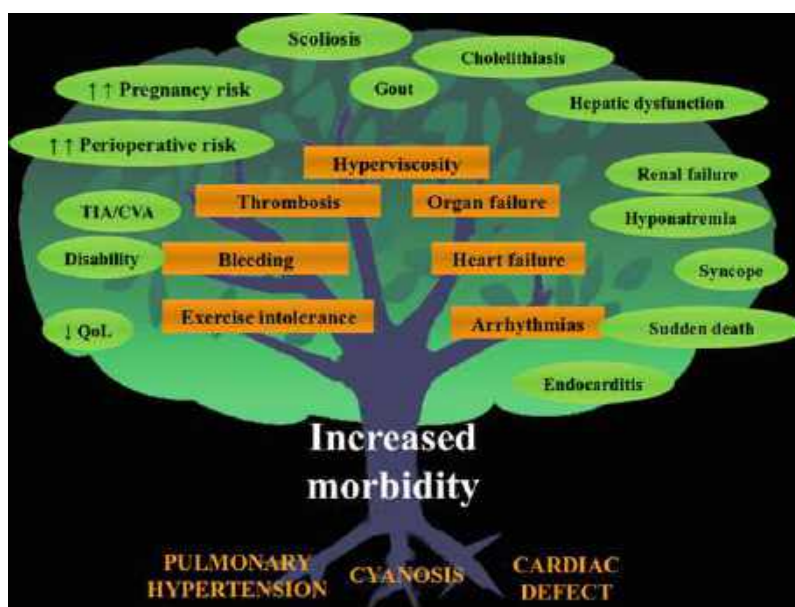 Scoliosis
Cholelithiasis
↑↑ Pregnancy risk
Gout
Hepatic dysfunction
↑↑ Perioperative risk
Hyperviscosity
Renal failure
Thrombosis
Organ failure
TIA/CVA
Hyponatremia
Disability
Bleeding
Heart failure
Syncope
Exercise intolerance
Arrhythmias
↓ QoL
Sudden death
Endocarditis
Increased
morbidity
PULMONARY
HYPERTENSION
CYANOSIS
CARDIAC
DEFECT